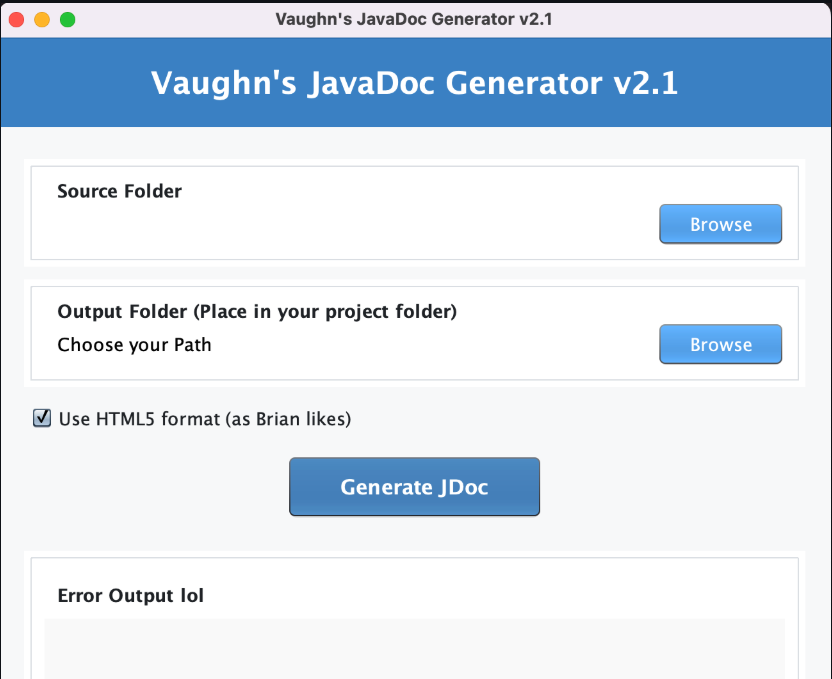 Vaughn's JavaDoc Generator v2.1
Vaughn's JavaDoc Generator v2.1
Source Folder
Browse
Output Folder (Place in your project folder)
Choose your Path
Browse
Use HTML5 format (as Brian likes)
Generate JDoc
Error Output lol